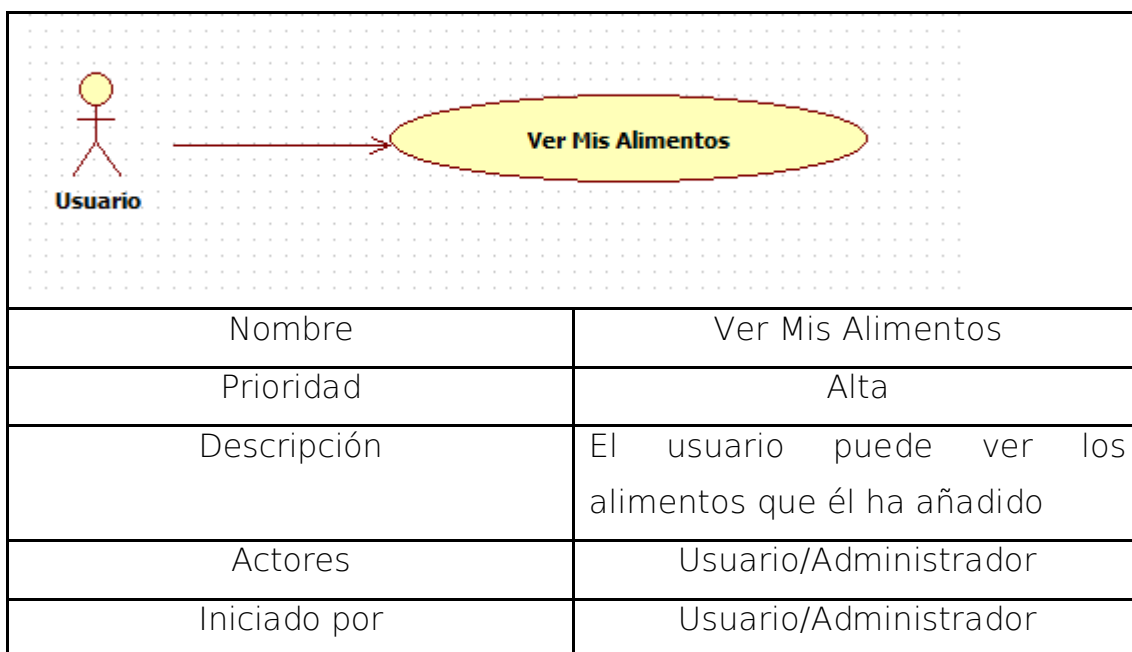 Ver Mis Alimentos
Usuario
Nombre
Ver Mis Alimentos
Prioridad
Alta
Descripción
El usuario puede ver los
alimentos que él ha añadido
Actores
Usuario/Administrador
Iniciado por
Usuario/Administrador